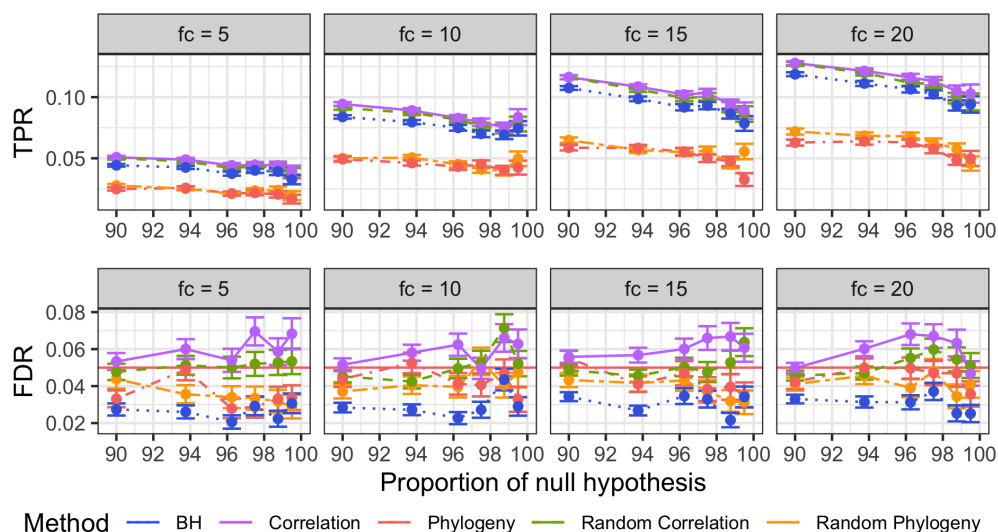 fc = 5 fc = 10 fc = 15 fc = 20
TPR
0.10
0.05
90 92 94 96 98 100 90 92 94 96 98 100 90 92 94 96 98 100 90 92 94 96 98 100
fc = 5 fc = 10 fc = 15 fc = 20
FDR
0.08
0.06
0.04
0.02
90 92 94 96 98 100 90 92 94 96 98 100 90 92 94 96 98 100 90 92 94 96 98 100
Proportion of null hypothesis
Method BH Correlation Phylogeny Random Correlation Random Phylogeny